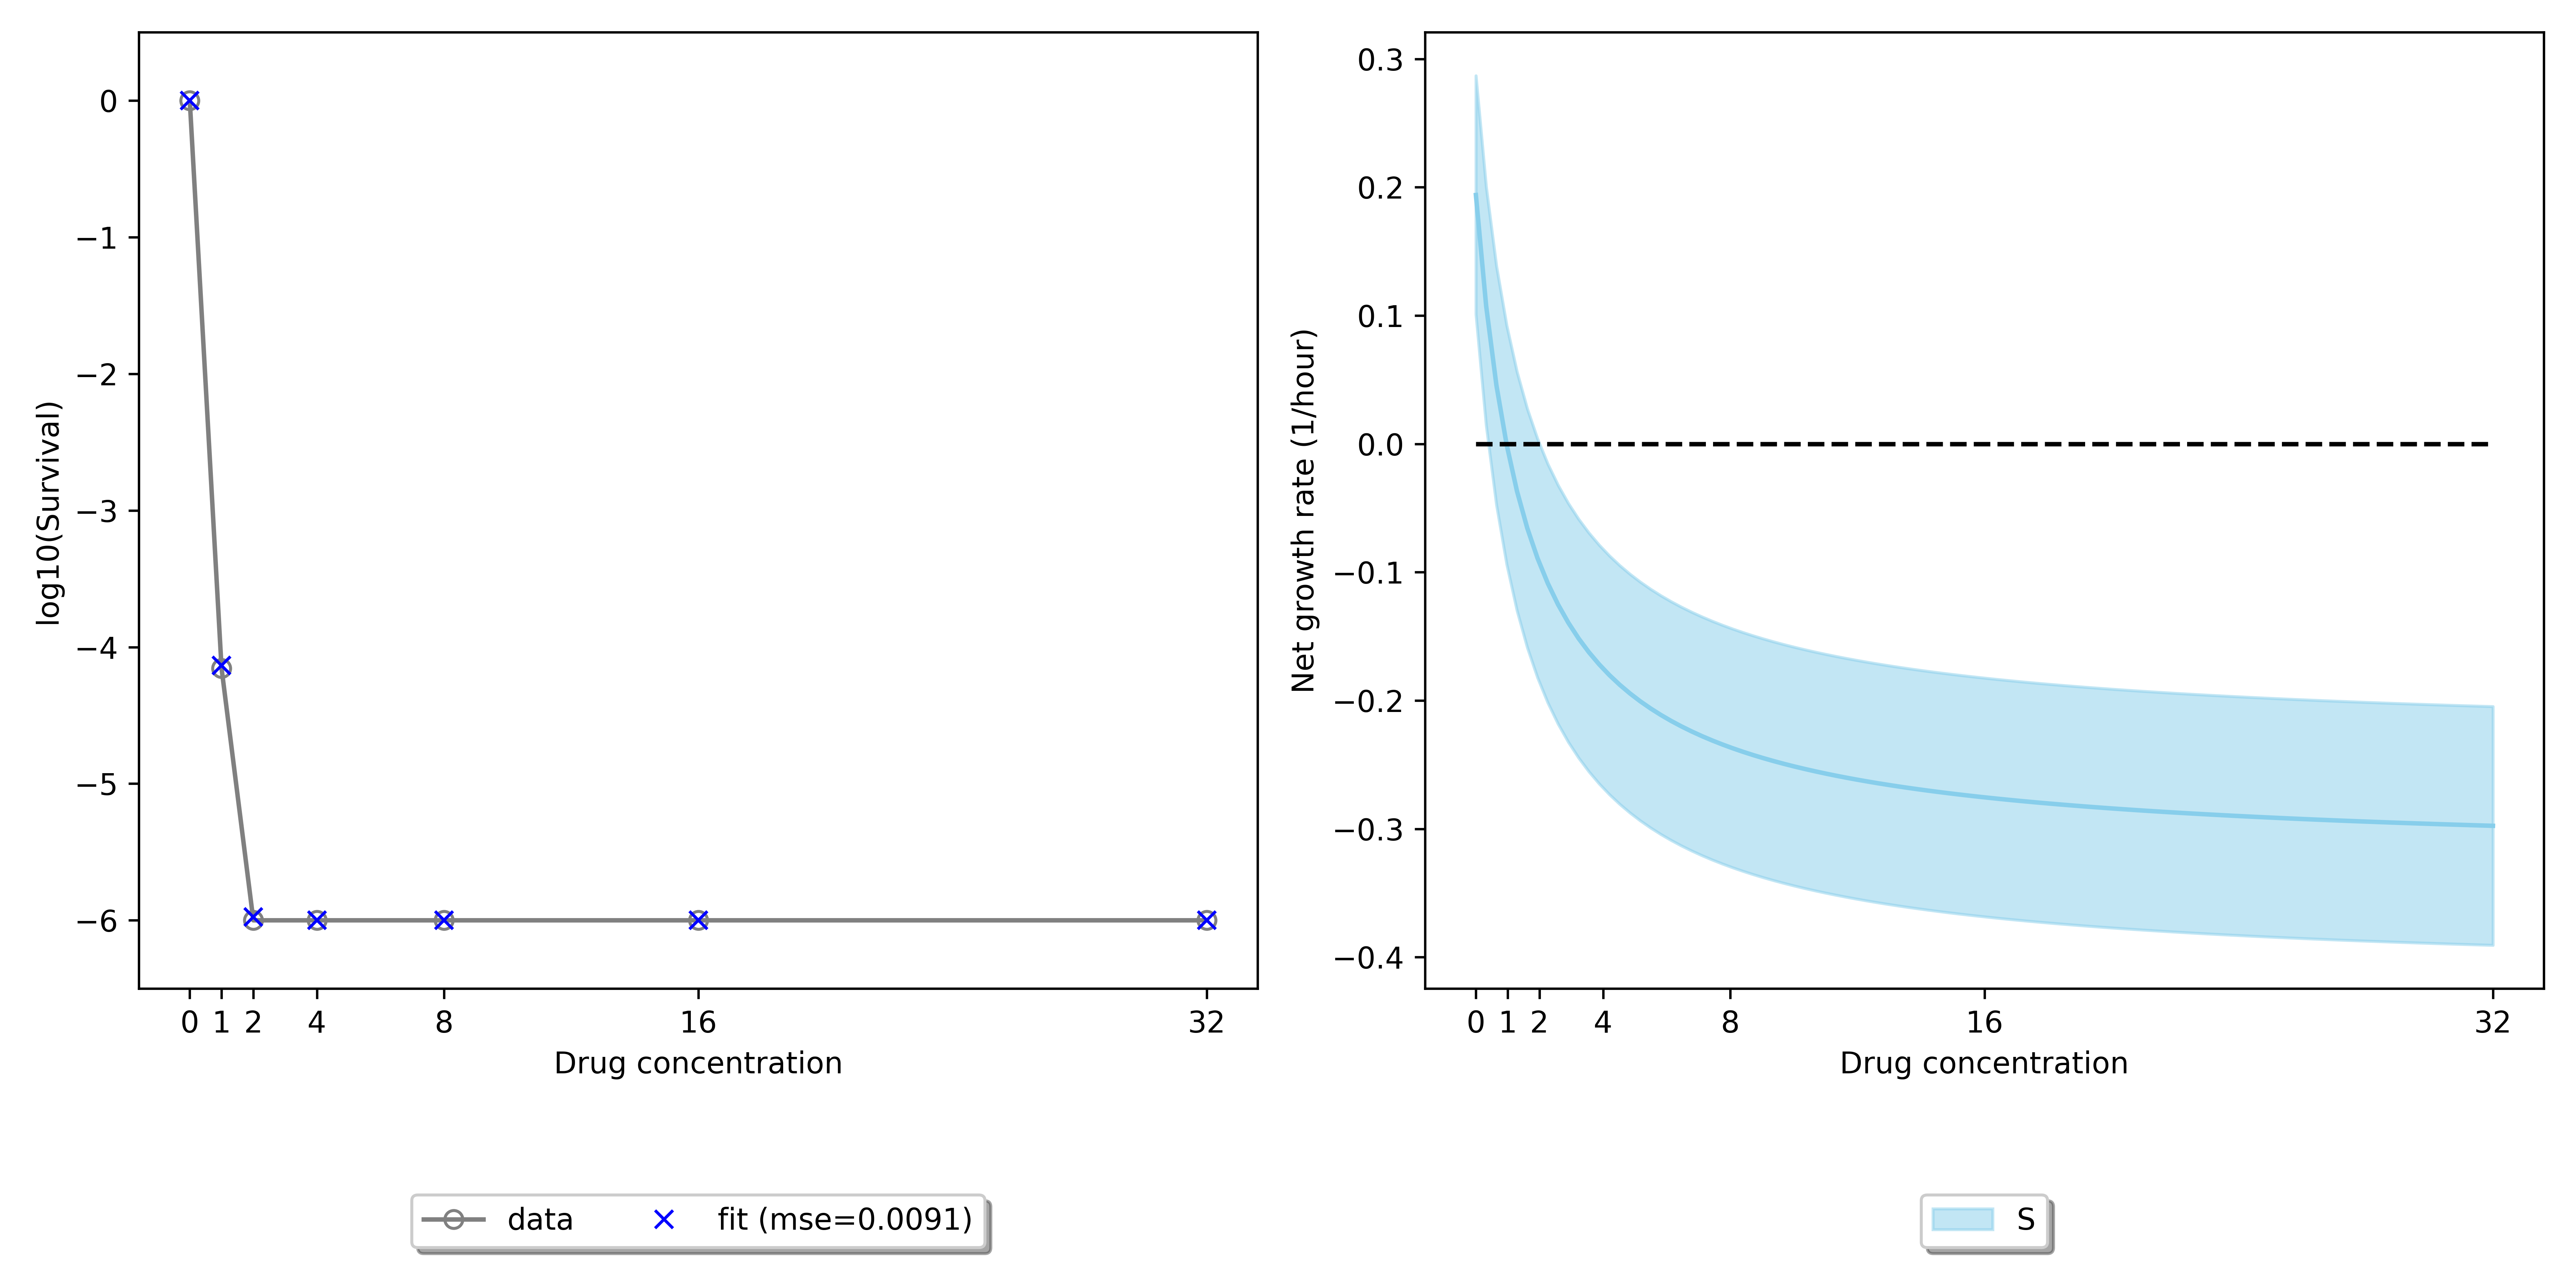 0
−1
−2
−3
−4
−5
−6
log10(Survival)
0 1 2 4 8 16 32
Drug concentration
data fit (mse=0.0091)
0.3
0.2
0.1
0.0
−0.1
−0.2
−0.3
−0.4
Net growth rate (1/hour)
0 1 2 4 8 16 32
Drug concentration
S